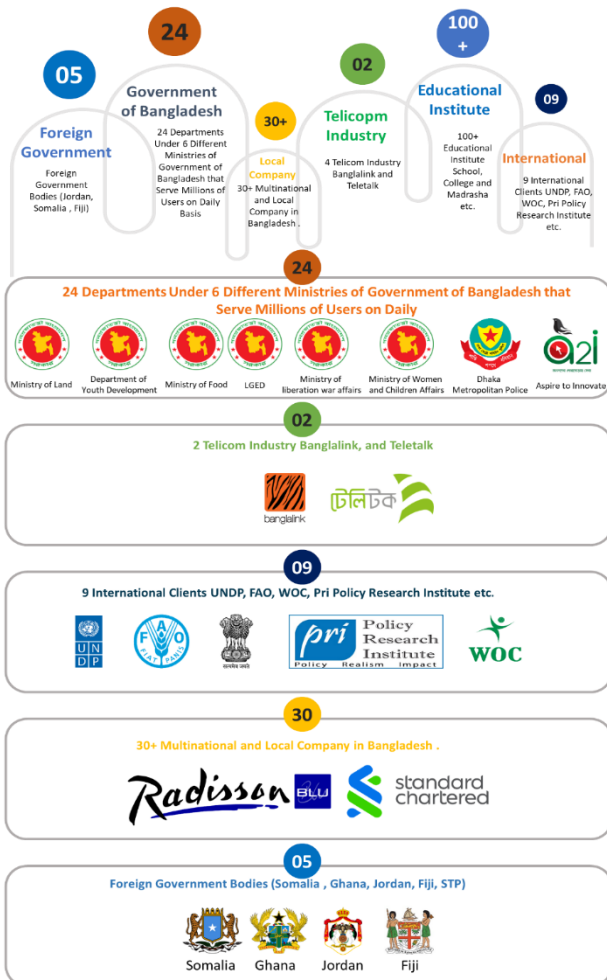 05
Foreign
Government
Foreign
Government
Bodies (Jordan,
Somalia , Fiji)
24
Government
of Bangladesh
24 Departments
Under 6 Different
Ministries of
Government of
Bangladesh that
Serve Millions of
Users on Daily
Basis
30+
Local
Company
30+ Multinational
and Local
Company in
Bangladesh .
02
Telicopm
Industry
4 Telicom Industry
Banglalink and
Teletalk
100
+
Educational
Institute
100+
Educational
Institute
School,
College and
Madrasha
etc.
09
International
9 International
Clients UNDP, FAO,
WOC, Pri Policy
Research Institute
etc.
24
24 Departments Under 6 Different Ministries of Government of Bangladesh that
Serve Millions of Users on Daily
Ministry of Land
Department of
Youth Development
Ministry of Food
LGED
Ministry of
liberation war affairs
Ministry of Women
and Children Affairs
Dhaka
Metropolitan Police
a2i
Aspire to Innovate
02
2 Telicom Industry Banglalink, and Teletalk
banglalink
টেলিটক
09
9 International Clients UNDP, FAO, WOC, Pri Policy Research Institute etc.
U N
D P
F A O
FIAT PANIS
सत्यमेव जयते
pri
Policy
Research
Institute
Policy Realism Impact
WOC
30
30+ Multinational and Local Company in Bangladesh .
Radisson
BLU
standard
chartered
05
Foreign Government Bodies (Somalia , Ghana, Jordan, Fiji, STP)
Somalia
Ghana
Jordan
Fiji